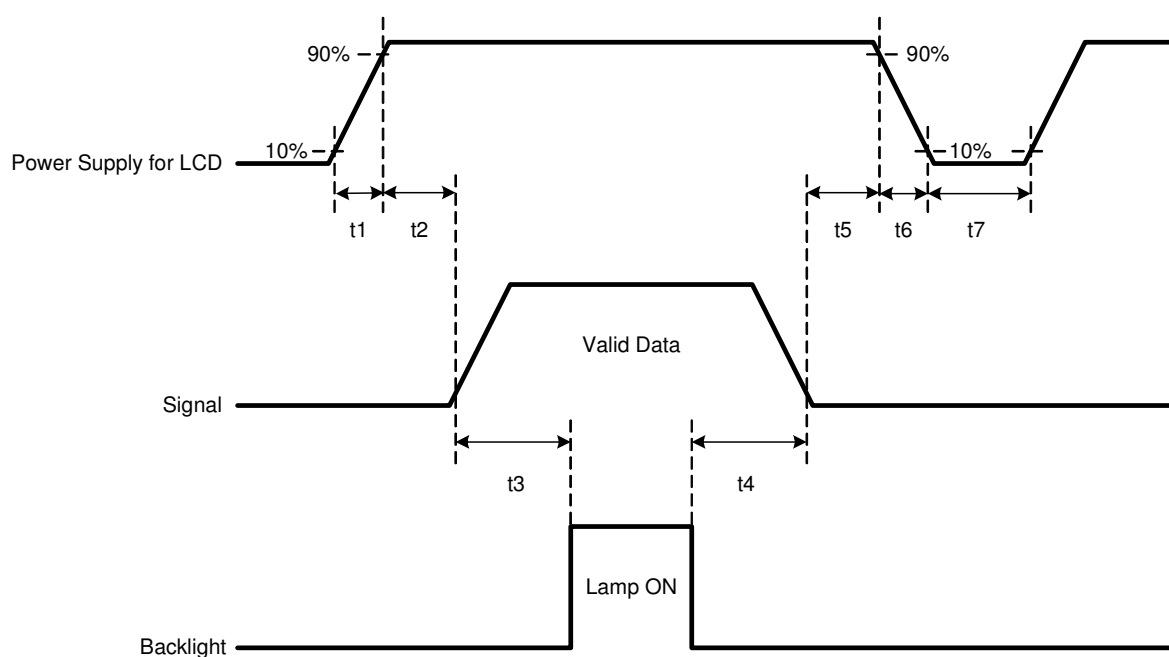 90%
90%
10%
10%
Power Supply for LCD
t1
t2
t5
t6
t7
Valid Data
Signal
t3
t4
Lamp ON
Backlight